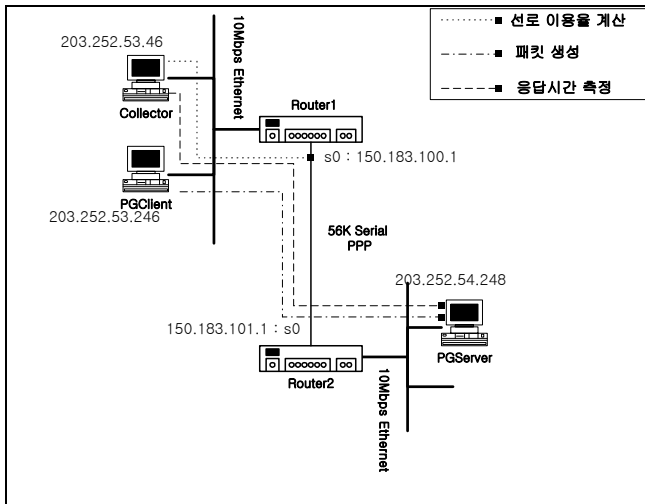 203.252.53.46
10Mbps Ethernet
선로 이용율 계산
패킷 생성
응답시간 측정
Collector
Router1
s0 : 150.183.100.1
PGClient
203.252.53.246
56K Serial
PPP
203.252.54.248
150.183.101.1 : s0
PGServer
Router2
10Mbps Ethernet